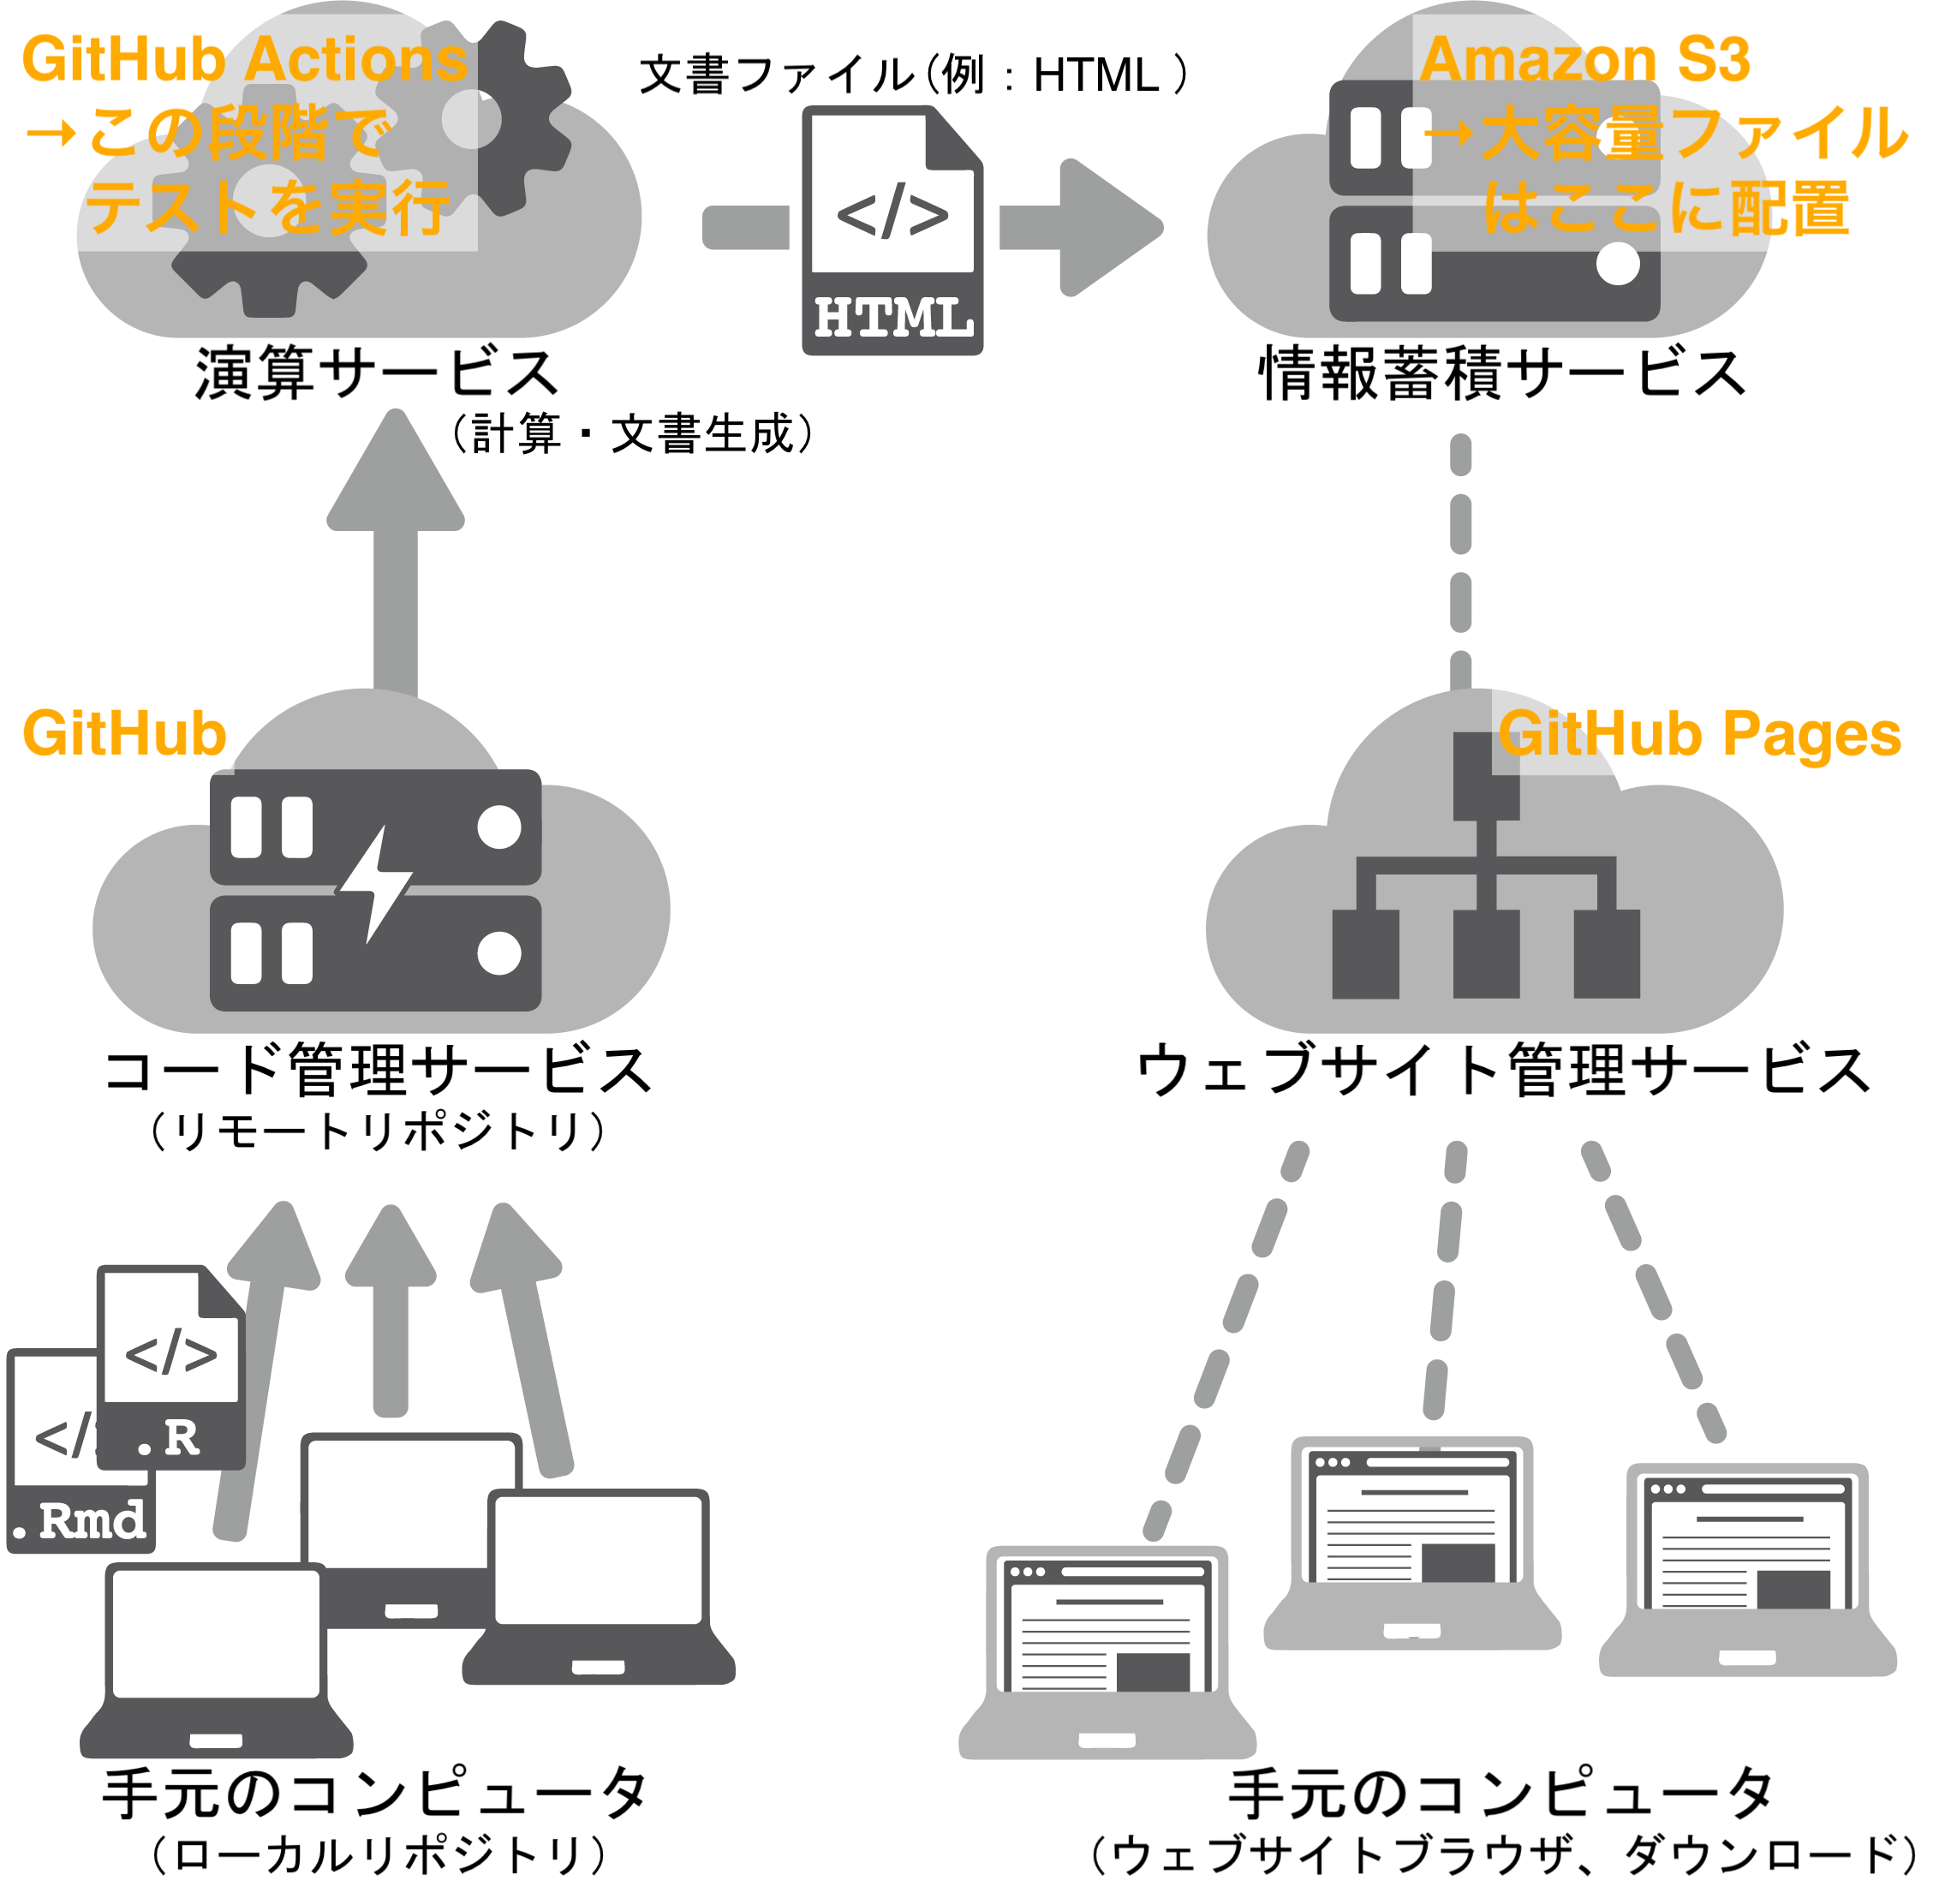 GitHub Actions
→この段階で
テストを実行
文書ファイル(例:HTML)
</>
HTML
Amazon S3
→大容量ファイル
はここに配置
演算サービス
(計算・文書生成)
情報蓄積サービス
GitHub
GitHub Pages
コード管理サービス
(リモートリポジトリ)
ウェブサイト管理サービス
</>
.R
</
.Rmd
手元のコンピュータ
(ローカルリポジトリ)
手元のコンピュータ
(ウェブサイトブラウザ、ダウンロード)